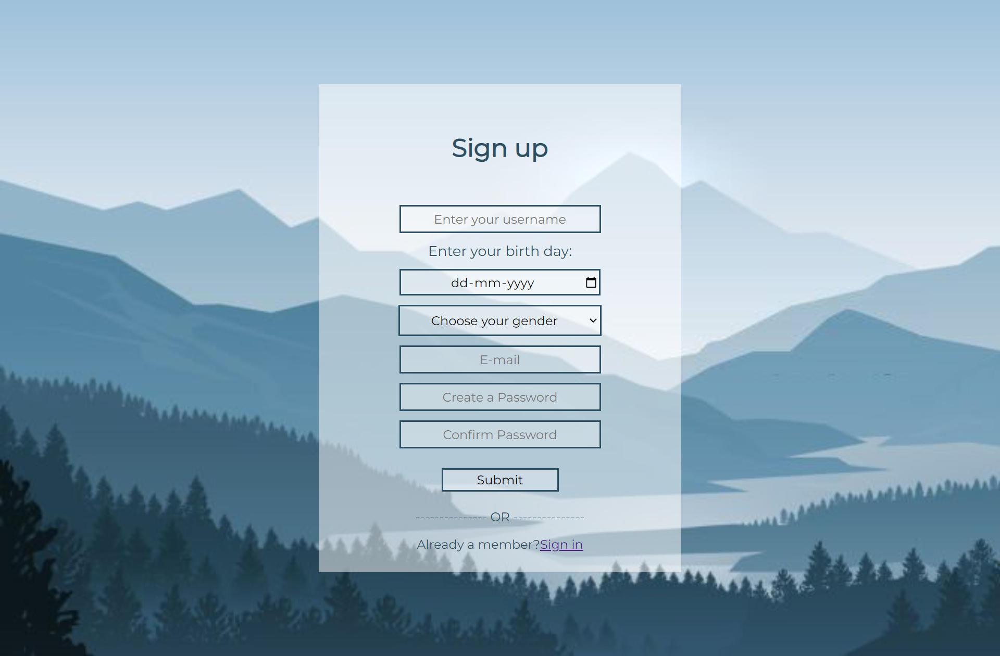 Sign up
Enter your username
Enter your birth day:
dd-mm-yyyy
Choose your gender
E-mail
Create a Password
Confirm Password
Submit
--------------- OR ---------------
Already a member?Sign in